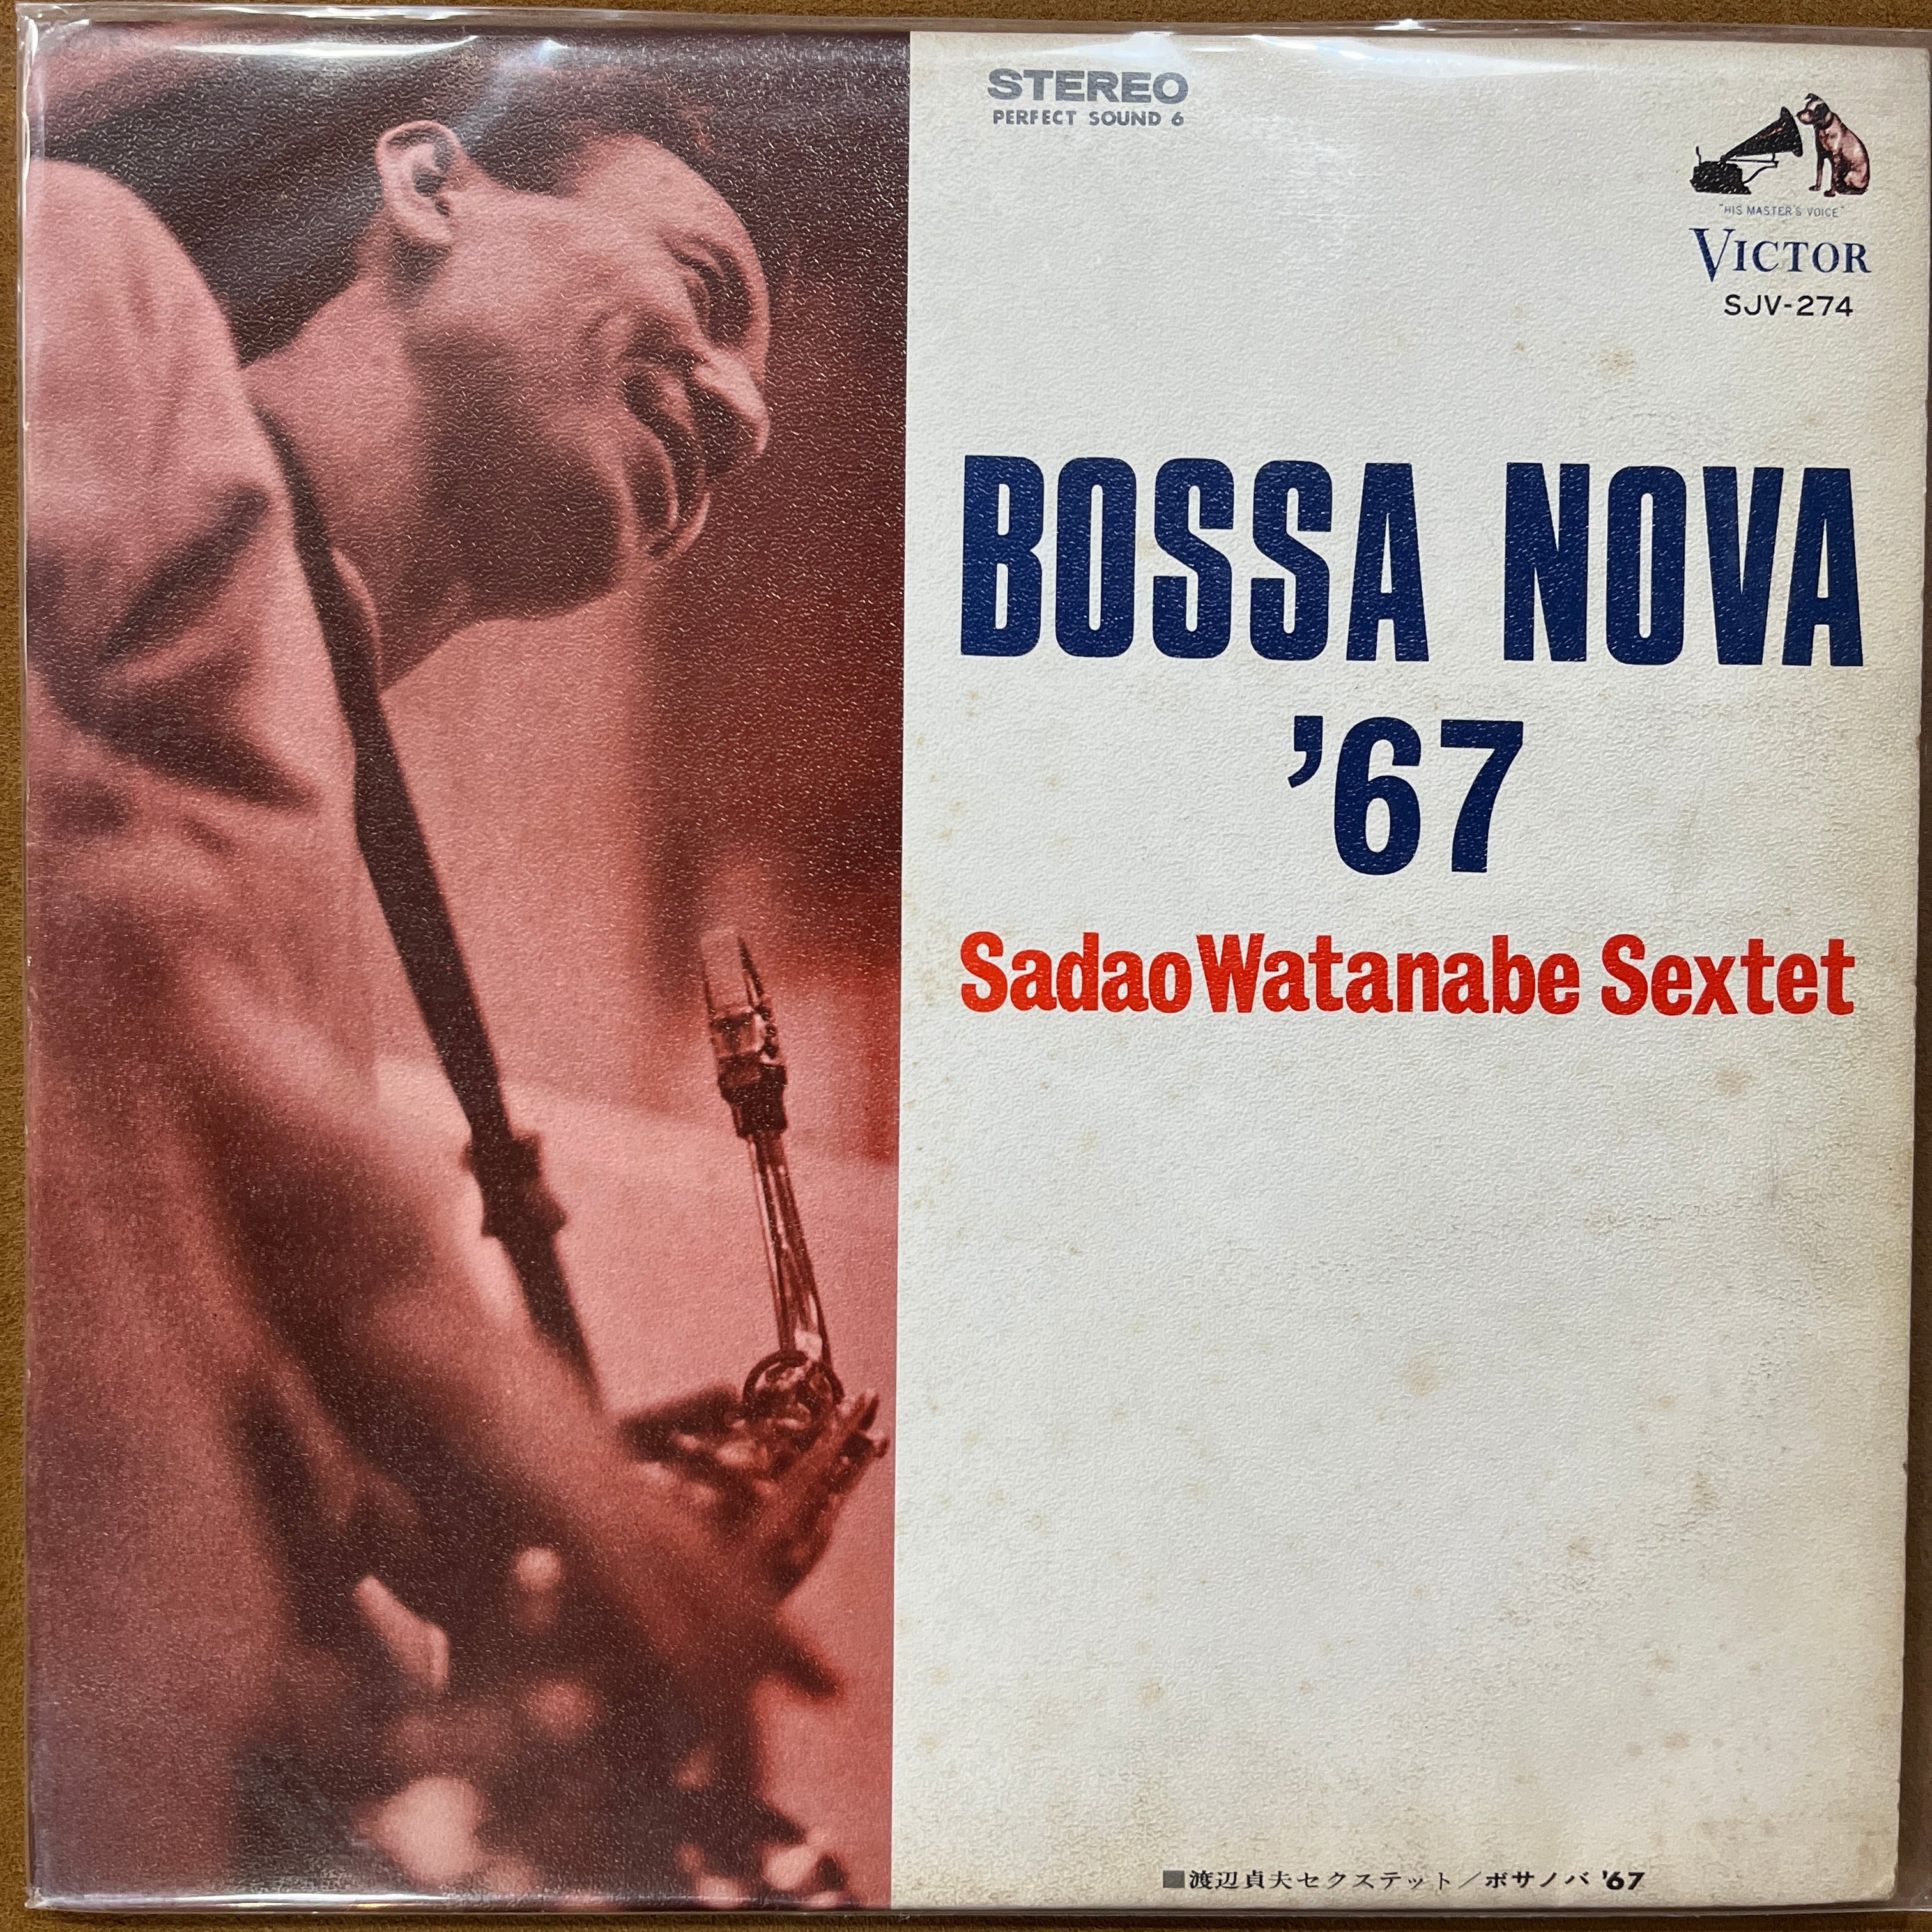 STEREO
PERFECT SOUND 6
"HIS MASTER'S VOICE"
VICTOR
SJV-274
BOSSA NOVA
'67
Sadao Watanabe Sextet
■渡辺貞夫セクステット／ボサノバ '67